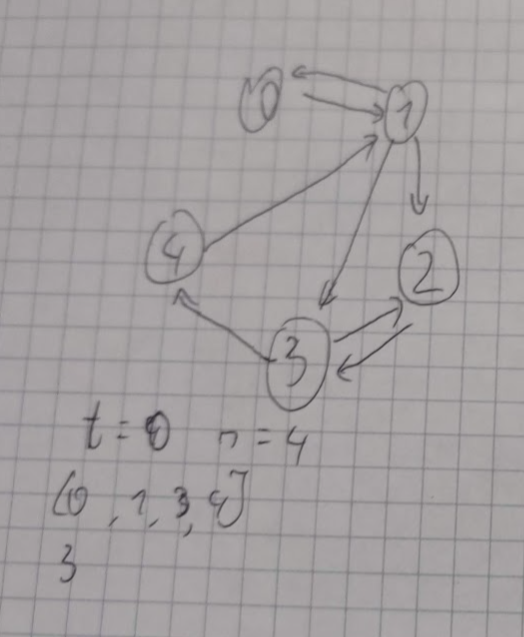 0 1
4 2
3
t = 0 n = 4
[0, 1, 3, 4]
3